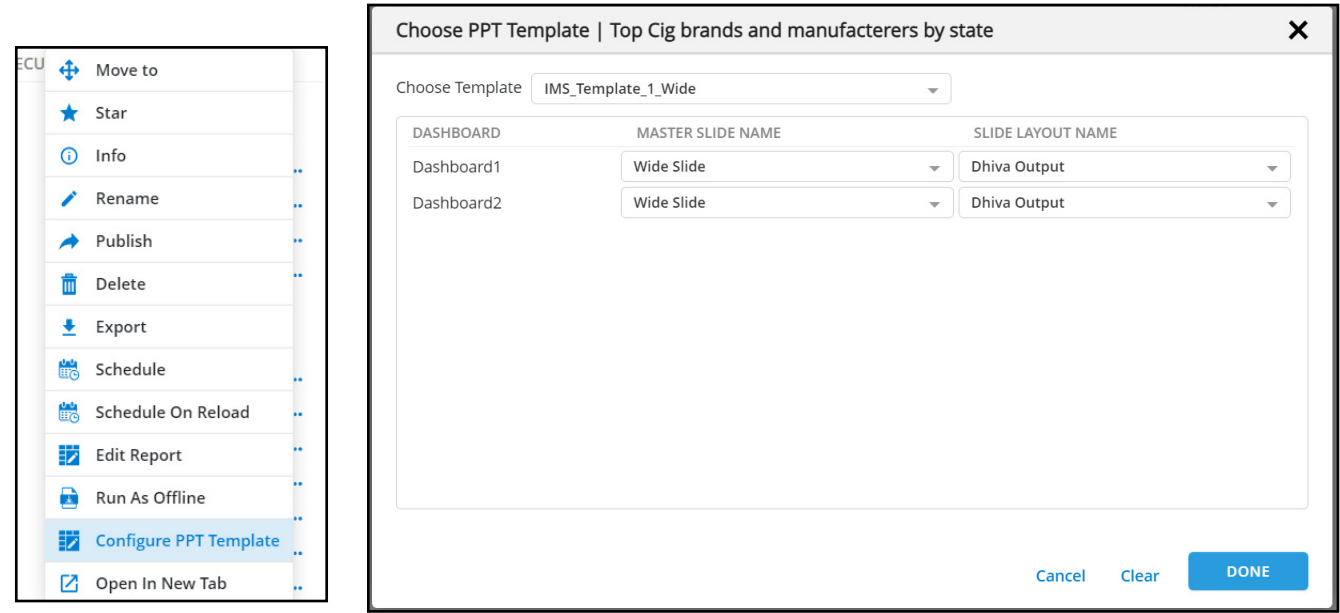 ECU
Move to
Star
Info
Rename
Publish
Delete
Export
Schedule
Schedule On Reload
Edit Report
Run As Offline
Configure PPT Template
Open In New Tab
Choose PPT Template | Top Cig brands and manufacterers by state
Choose Template IMS_Template_1_Wide
DASHBOARD MASTER SLIDE NAME SLIDE LAYOUT NAME
Dashboard1 Wide Slide Dhiva Output
Dashboard2 Wide Slide Dhiva Output
Cancel Clear DONE